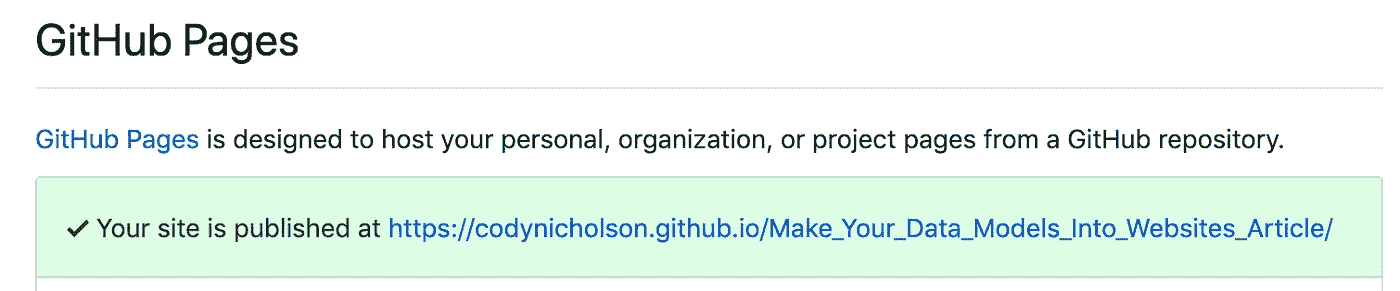 GitHub Pages
GitHub Pages is designed to host your personal, organization, or project pages from a GitHub repository.
✓ Your site is published at https://codynicholson.github.io/Make_Your_Data_Models_Into_Websites_Article/